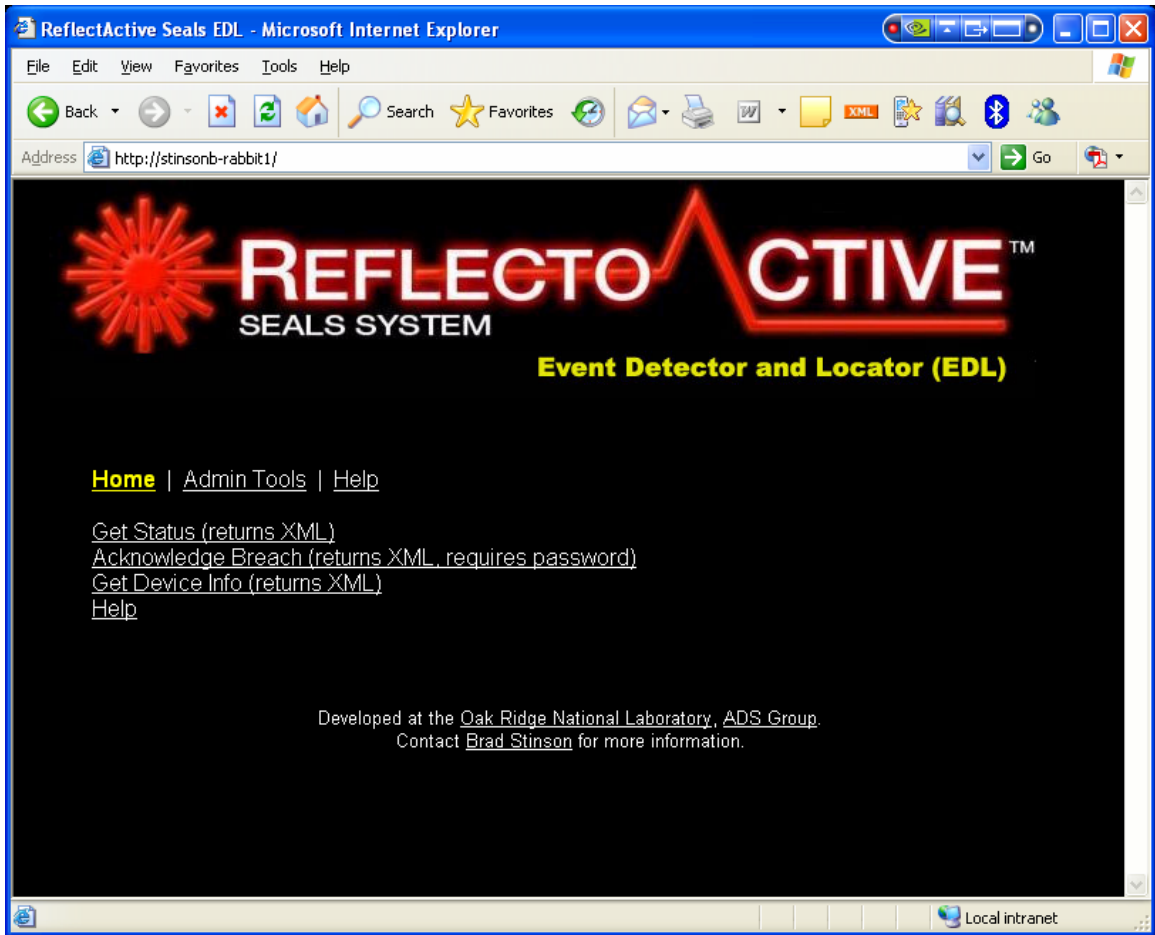 ReflectActive Seals EDL - Microsoft Internet Explorer
File Edit View Favorites Tools Help
Back Search Favorites W XML
Address http://stinsonb-rabbit1/ Go
REFLECTO ACTIVE™
SEALS SYSTEM
Event Detector and Locator (EDL)
Home | Admin Tools | Help
Get Status (returns XML)
Acknowledge Breach (returns XML, requires password)
Get Device Info (returns XML)
Help
Developed at the Oak Ridge National Laboratory, ADS Group.
Contact Brad Stinson for more information.
Local intranet